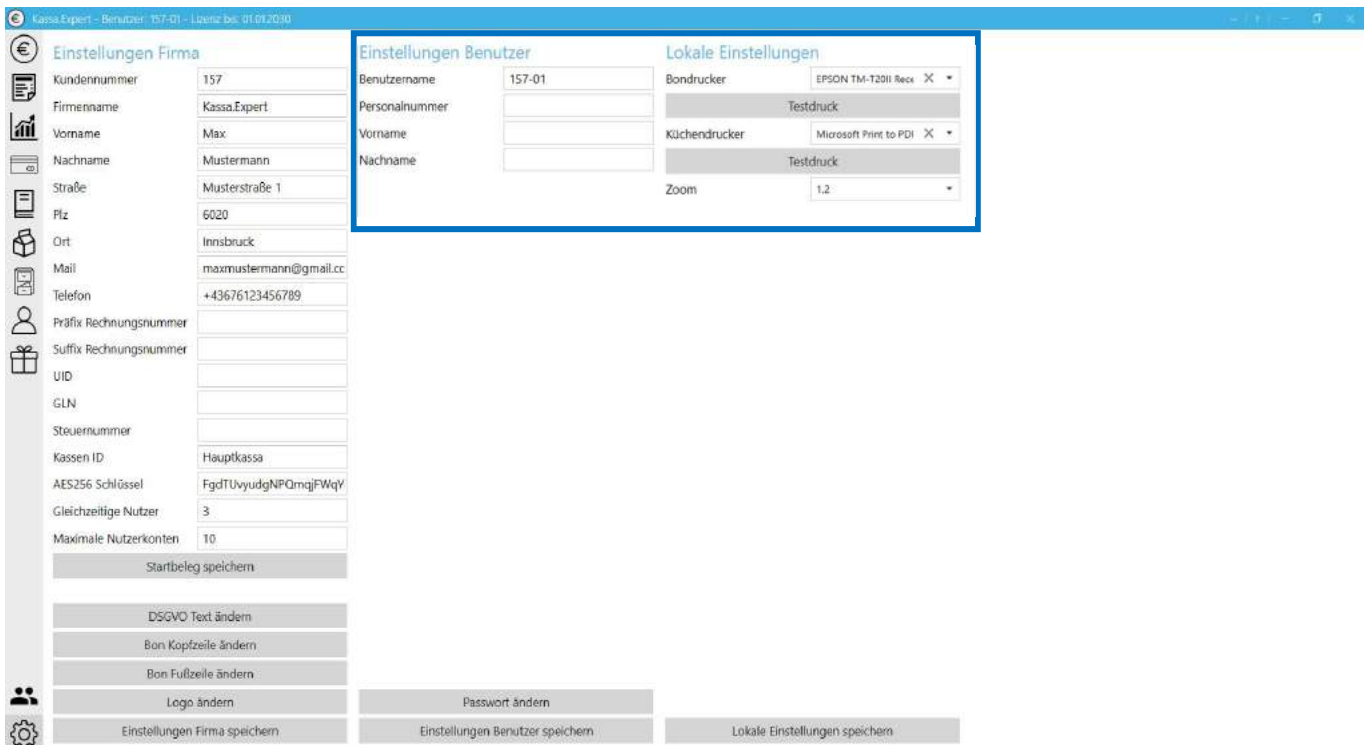 Kassa.Expert - Benutzer: 157-01 - Lizenz bis: 01.01.2030
Einstellungen Firma
Kundennummer 157
Firmenname Kassa.Expert
Vorname Max
Nachname Mustermann
Straße Musterstraße 1
Plz 6020
Ort Innsbruck
Mail maxmustermann@gmail.cc
Telefon +43676123456789
Präfix Rechnungsnummer
Suffix Rechnungsnummer
UID
GLN
Steuernummer
Kassen ID Hauptkassa
AES256 Schlüssel FgdTUvyudgNPQmqjFWqY
Gleichzeitige Nutzer 3
Maximale Nutzerkonten 10
Startbeleg speichern
DSGVO Text ändern
Bon Kopfzeile ändern
Bon Fußzeile ändern
Logo ändern
Einstellungen Firma speichern
Einstellungen Benutzer
Benutzername 157-01
Personalnummer
Vorname
Nachname
Passwort ändern
Einstellungen Benutzer speichern
Lokale Einstellungen
Bondrucker EPSON TM-T20II Rece
Testdruck
Küchendrucker Microsoft Print to PDI
Testdruck
Zoom 1,2
Lokale Einstellungen speichern